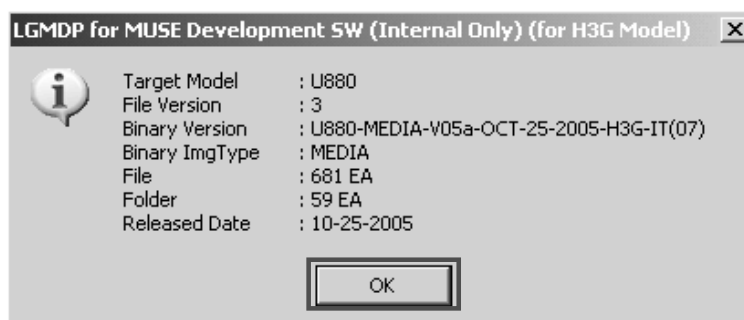 LGMDP for MUSE Development SW (Internal Only) (for H3G Model)
Target Model : U880
File Version : 3
Binary Version : U880-MEDIA-V05a-OCT-25-2005-H3G-IT(07)
Binary ImgType : MEDIA
File : 681 EA
Folder : 59 EA
Released Date : 10-25-2005
OK